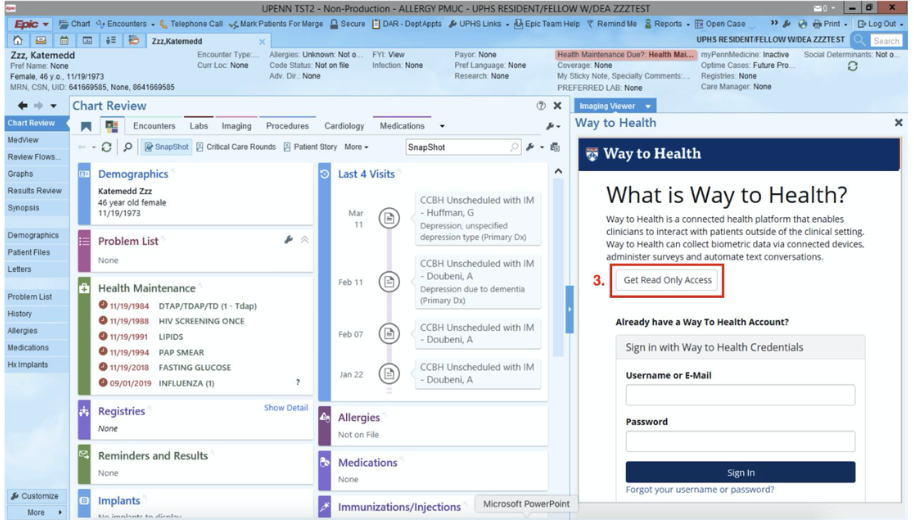 UPENN TST2 - Non-Production - ALLERGY PMUC - UPHS RESIDENT/FELLOW W/DEA ZZZTEST
Epic Chart Encounters Telephone Call Mark Patients For Merge Secure DAR - Dept Appts UPHS Links Epic Team Help Remind Me Reports Open Case Print Log Out
Zzz,Katemedd
UPHS RESIDENT/FELLOW W/DEA ZZZTEST Search
Zzz, Katemedd
Pref Name: None
Female, 46 y.o., 11/19/1973
MRN, CSN, UID: 641669585, None, 8641669585
Encounter Type:...
Curr Loc: None
Allergies: Unknown: Not o...
Code Status: Not on file
Adv. Dir.: None
FYI: View
Infection: None
Payor: None
Pref Language: None
Research: None
Health Maintenance Due?: Health Mai...
Coverage: None
My Sticky Note, Specialty Comments:...
PREFERRED LAB: None
myPennMedicine: Inactive
Optime Cases: Future Pro...
Registries: None
Care Manager: None
Social Determinants: Not o...
Chart Review
MedView
Review Flows...
Graphs
Results Review
Synopsis
Demographics
Patient Files
Letters
Problem List
History
Allergies
Medications
Hx Implants
Customize
More
Chart Review
Encounters Labs Imaging Procedures Cardiology Medications
SnapShot Critical Care Rounds Patient Story More SnapShot
Demographics
Katemedd Zzz
46 year old female
11/19/1973
Problem List
None
Health Maintenance
11/19/1984 DTAP/TDAP/TD (1 - Tdap)
11/19/1988 HIV SCREENING ONCE
11/19/1991 LIPIDS
11/19/1994 PAP SMEAR
11/19/2018 FASTING GLUCOSE
09/01/2019 INFLUENZA (1) ?
Registries Show Detail
None
Reminders and Results
None
Implants
No implants to display
Last 4 Visits
Mar 11
CCBH Unscheduled with IM
- Huffman, G
Depression, unspecified
depression type (Primary Dx)
Feb 11
CCBH Unscheduled with IM
- Doubeni, A
Depression due to dementia
(Primary Dx)
Feb 07
CCBH Unscheduled with IM
- Doubeni, A
Jan 22
CCBH Unscheduled with IM
- Doubeni, A
Allergies
Not on File
Medications
None
Immunizations/Injections
Microsoft PowerPoint
Imaging Viewer
Way to Health
Way to Health
What is Way to Health?
Way to Health is a connected health platform that enables
clinicians to interact with patients outside of the clinical setting.
Way to Health can collect biometric data via connected devices,
administer surveys and automate text conversations.
3. Get Read Only Access
Already have a Way To Health Account?
Sign in with Way to Health Credentials
Username or E-Mail
Password
Sign In
Forgot your username or password?